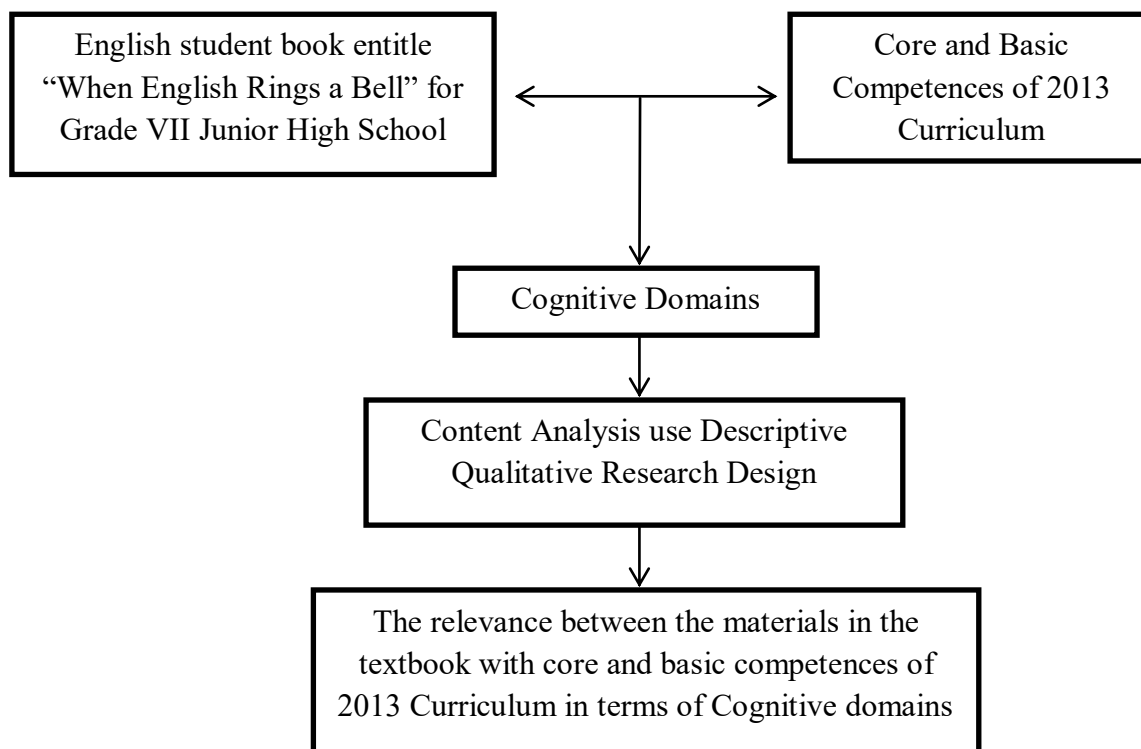 English student book entitle
“When English Rings a Bell” for
Grade VII Junior High School
Core and Basic
Competences of 2013
Curriculum
Cognitive Domains
Content Analysis use Descriptive
Qualitative Research Design
The relevance between the materials in the
textbook with core and basic competences of
2013 Curriculum in terms of Cognitive domains